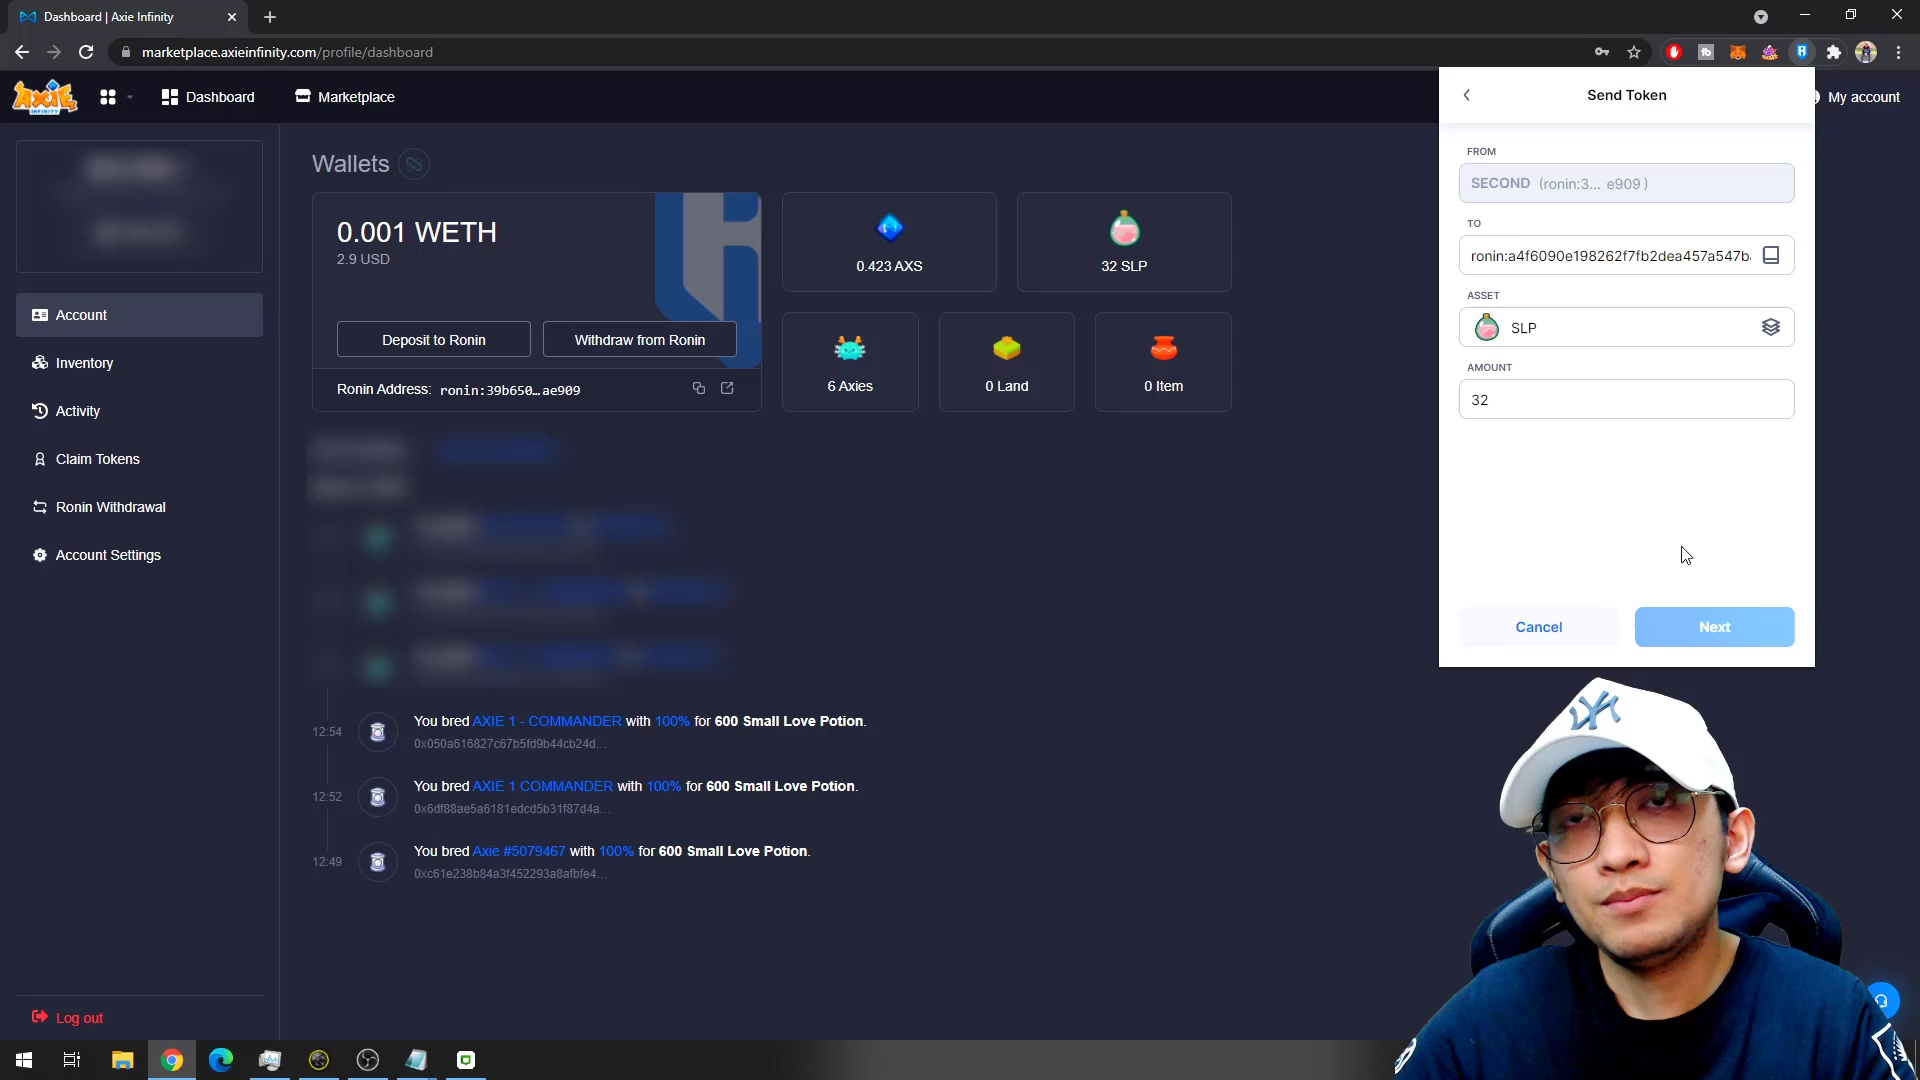 Dashboard | Axie Infinity
marketplace.axieinfinity.com/profile/dashboard
Dashboard
Marketplace
My account
Account
Inventory
Activity
Claim Tokens
Ronin Withdrawal
Account Settings
Log out
Wallets
0.001 WETH
2.9 USD
Deposit to Ronin
Withdraw from Ronin
Ronin Address: ronin:39b650...ae909
0.423 AXS
32 SLP
6 Axies
0 Land
0 Item
12:54
You bred AXIE 1 - COMMANDER with 100% for 600 Small Love Potion.
0x050a616827c67b5fd9b44cb24d...
12:52
You bred AXIE 1 COMMANDER with 100% for 600 Small Love Potion.
0x6df88ae5a6181edcd5b31f87d4a...
12:49
You bred Axie #5079467 with 100% for 600 Small Love Potion.
0xc61e238b84a3f452293a8afbfe4...
Send Token
FROM
SECOND (ronin:3... e909 )
TO
ronin:a4f6090e198262f7fb2dea457a547b
ASSET
SLP
AMOUNT
32
Cancel
Next